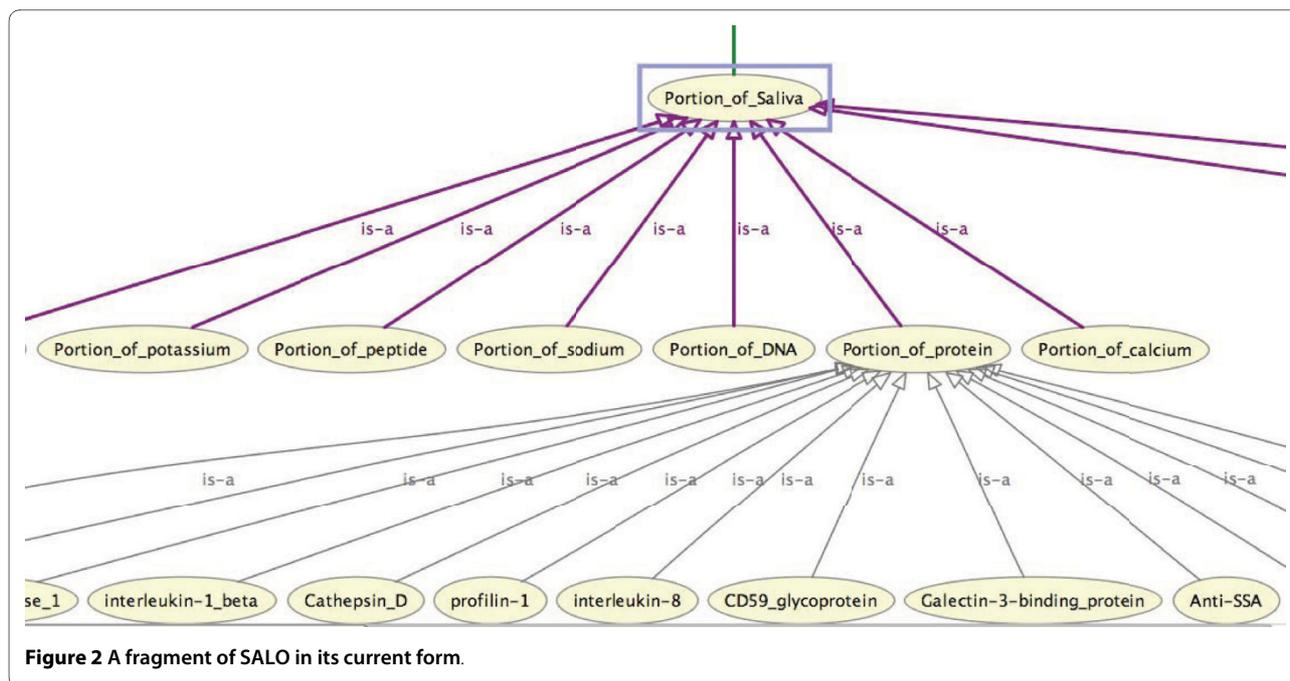 Portion_of_Saliva
is-a is-a is-a is-a is-a is-a is-a
Portion_of_potassium Portion_of_peptide Portion_of_sodium Portion_of_DNA Portion_of_protein Portion_of_calcium
is-a is-a is-a is-a is-a is-a is-a is-a is-a is-a is-a is-a
se_1 interleukin-1_beta Cathepsin_D profilin-1 interleukin-8 CD59_glycoprotein Galectin-3-binding_protein Anti-SSA
Figure 2 A fragment of SALO in its current form.